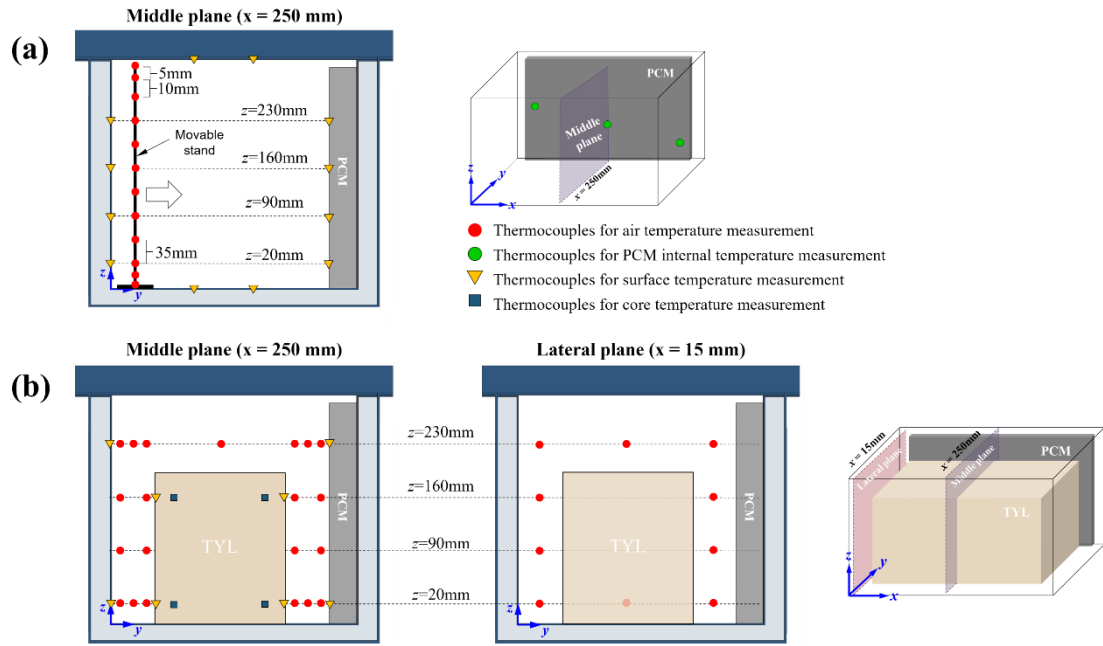 Middle plane (x = 250 mm)
(a)
5mm
10mm
z=230mm
Movable
stand
z=160mm
PCM
z=90mm
35mm
z=20mm
z
y
PCM
Middle
plane
x = 250mm
z
y
x
Thermocouples for air temperature measurement
Thermocouples for PCM internal temperature measurement
Thermocouples for surface temperature measurement
Thermocouples for core temperature measurement
(b)
Middle plane (x = 250 mm)
Lateral plane (x = 15 mm)
z=230mm
z=160mm
TYL
PCM
z=90mm
z=20mm
z
y
TYL
PCM
z
y
x = 15mm
Lateral plane
x = 250mm
Middle plane
PCM
TYL
z
y
x